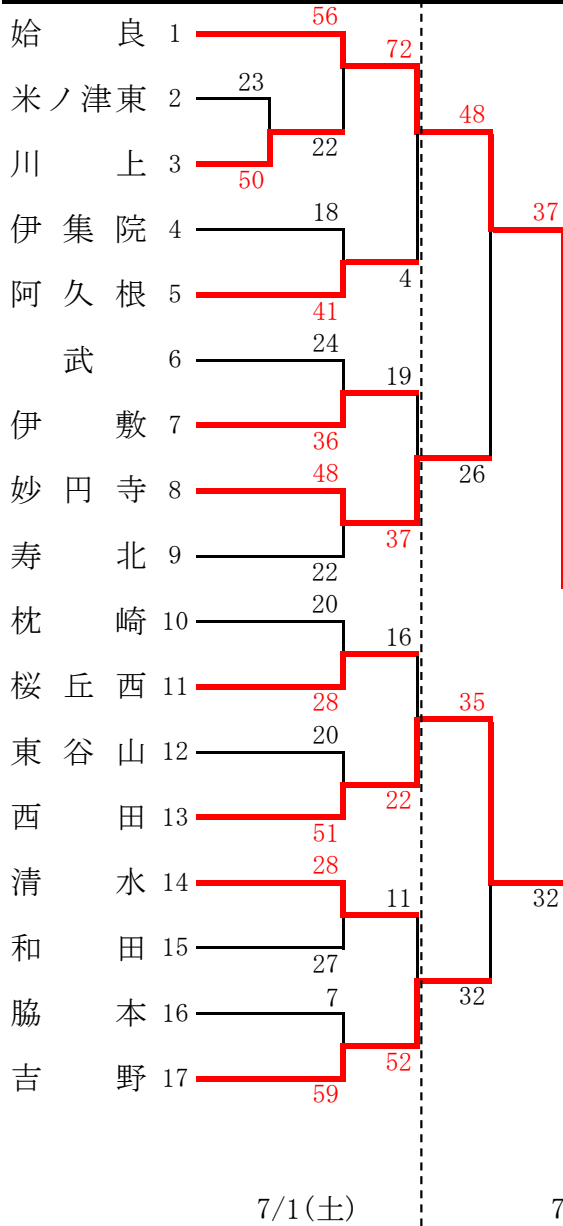 56
始良 1
72
23
米ノ津東 2
48
22
川上 3
50
18
37
伊集院 4
4
阿久根 5
41
24
武 6
19
伊敷 7
36
48
26
妙円寺 8
37
寿北 9
22
20
枕崎 10
16
桜丘西 11
28
35
20
東谷山 12
22
西田 13
51
28
清水 14
11
32
和田 15
27
7
32
脇本 16
52
吉野 17
59
7/1(土)
7